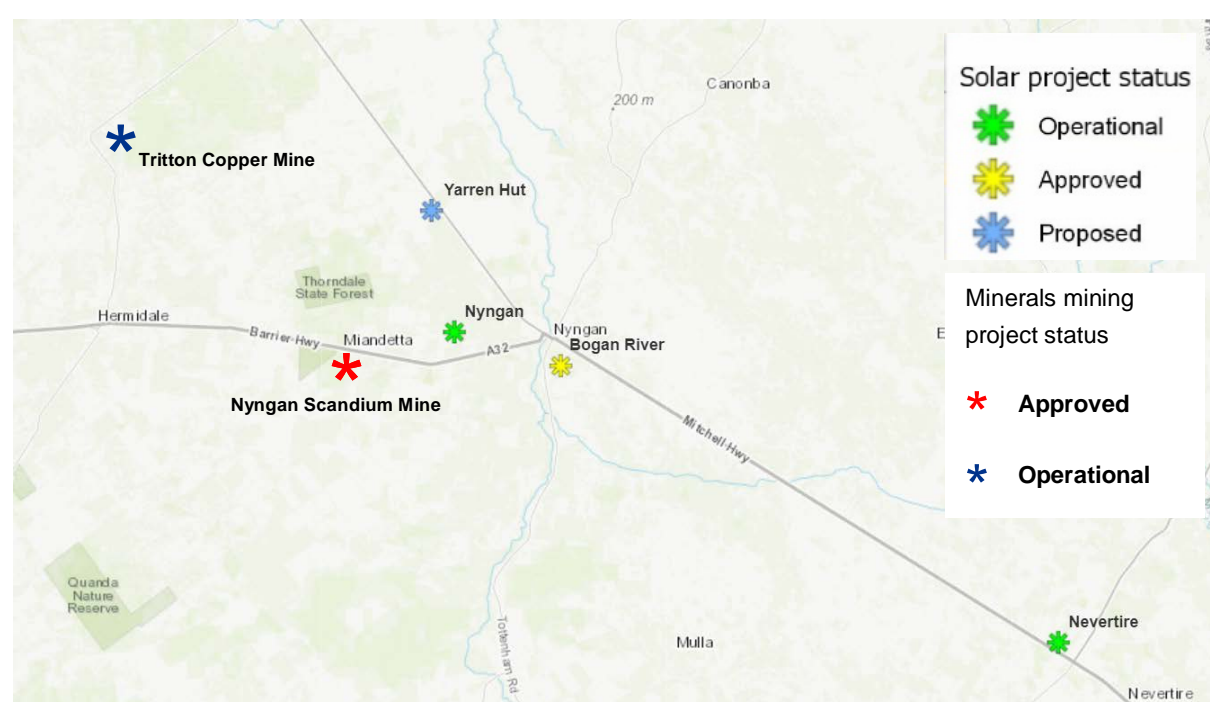 Canonba
200 m
Tritton Copper Mine
Yarren Hut
Thorndale
State Forest
Hermidale
Barrier Hwy
Miandetta
Nyngan
A32
Nyngan
Bogan River
Nyngan Scandium Mine
Mitchell Hwy
Quanda
Nature
Reserve
Tottenham Rd
Mulla
Nevertire
Nevertire
Solar project status
Operational
Approved
Proposed
Minerals mining
project status
* Approved
* Operational